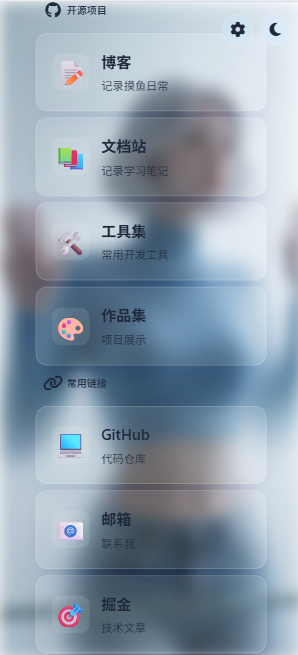 开源项目
博客
记录摸鱼日常
文档站
记录学习笔记
工具集
常用开发工具
作品集
项目展示
常用链接
GitHub
代码仓库
邮箱
联系我
掘金
技术文章